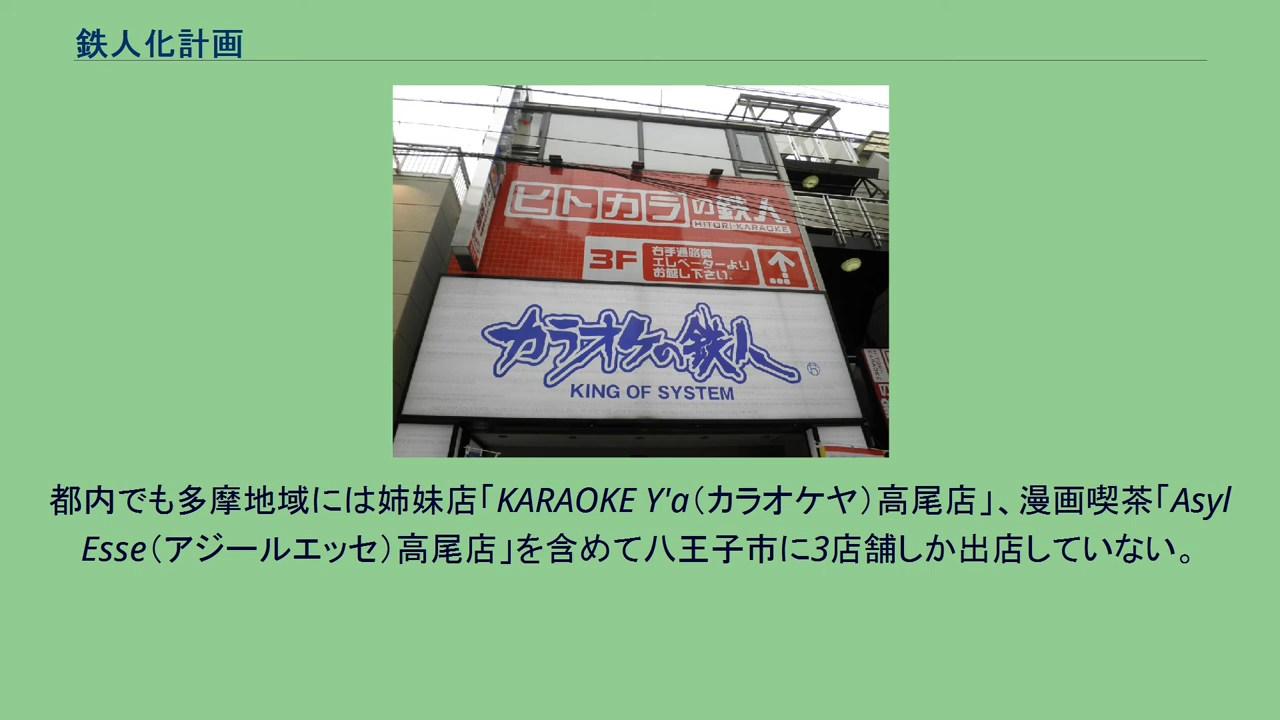 鉄人化計画
ヒトカラの鉄人
HITORI-KARAOKE
3F
右手通路奥
エレベーターより
お越し下さい。
カラオケの鉄人
KING OF SYSTEM
都内でも多摩地域には姉妹店「KARAOKE Y'a（カラオケヤ）高尾店」、漫画喫茶「Asyl
Esse（アジールエッセ）高尾店」を含めて八王子市に3店舗しか出店していない。